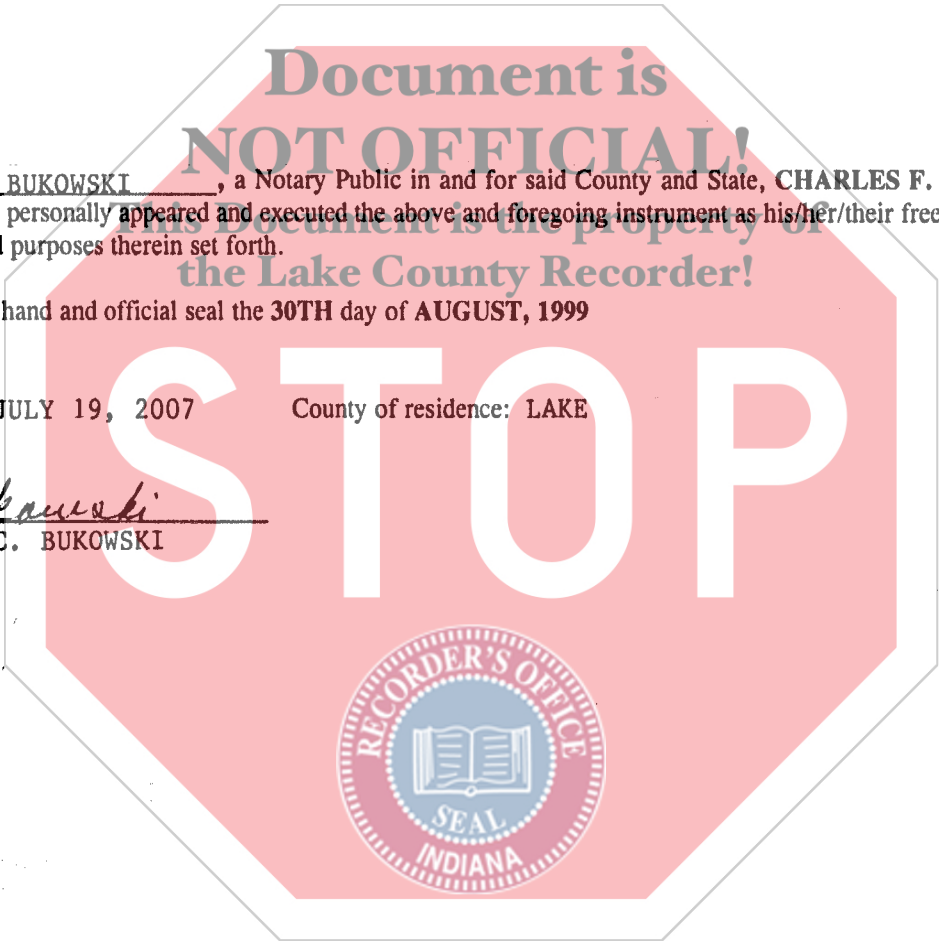 Document is
NOT OFFICIAL!
BUKOWSKI, a Notary Public in and for said County and State, CHARLES F.
personally appeared and executed the above and foregoing instrument as his/her/their free
This Document is the property of
purposes therein set forth.
the Lake County Recorder!
hand and official seal the 30TH day of AUGUST, 1999
JULY 19, 2007 County of residence: LAKE
STOP
C. BUKOWSKI
RECORDER'S OFFICE
SEAL
INDIANA